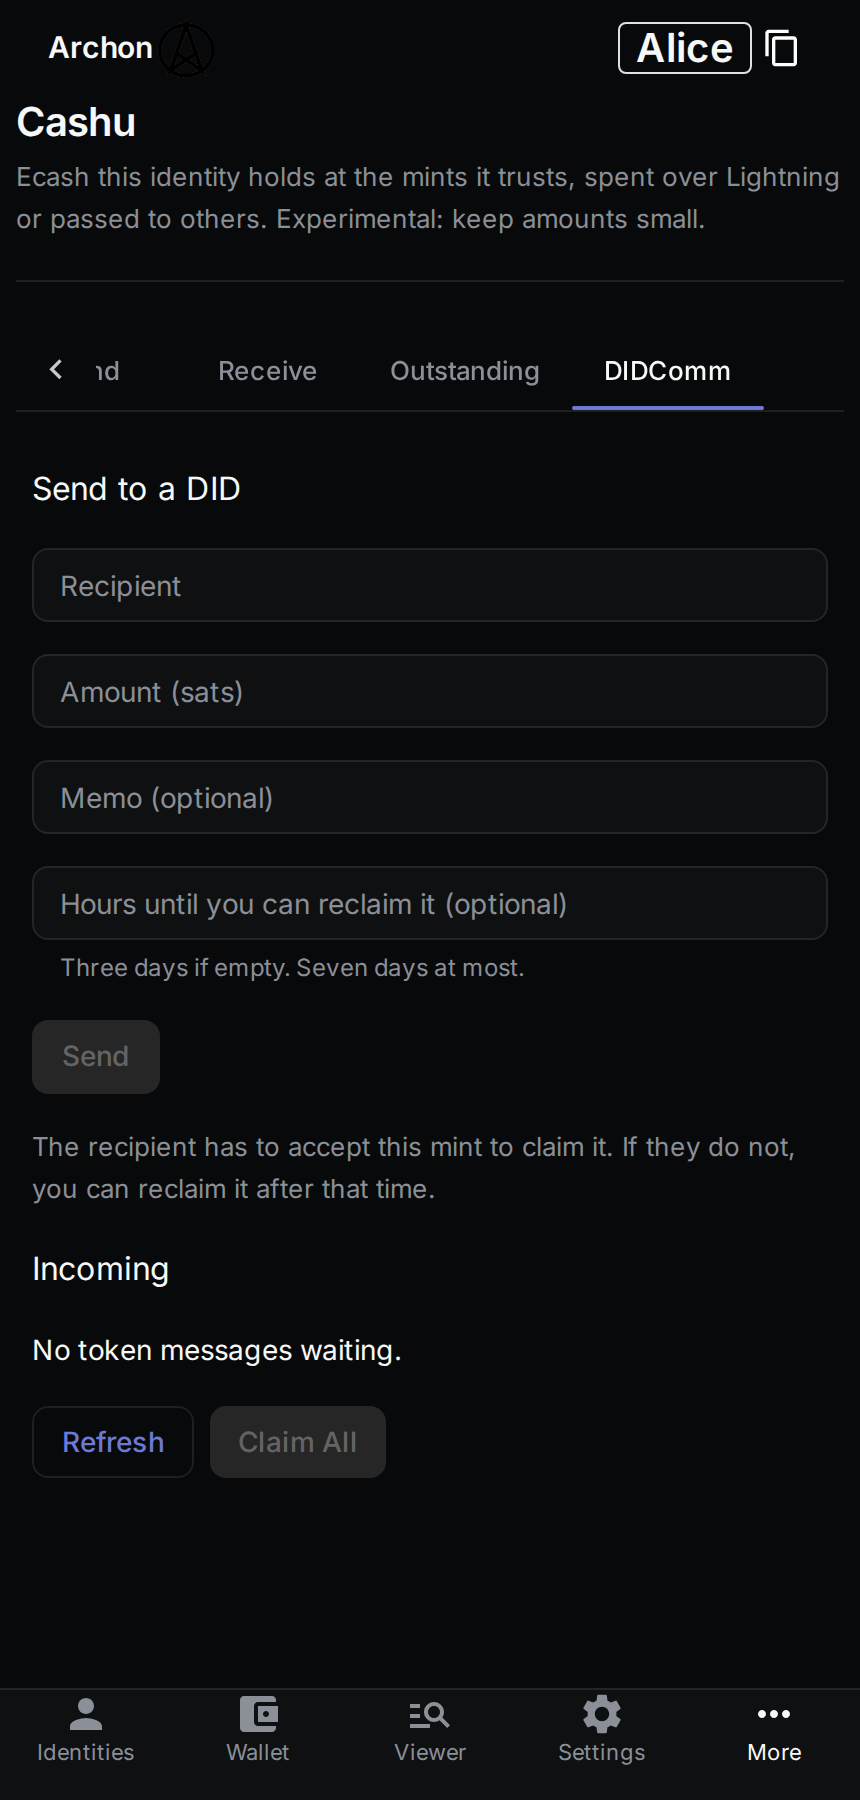 Archon
Alice
Cashu
Ecash this identity holds at the mints it trusts, spent over Lightning
or passed to others. Experimental: keep amounts small.
nd Receive Outstanding DIDComm
Send to a DID
Recipient
Amount (sats)
Memo (optional)
Hours until you can reclaim it (optional)
Three days if empty. Seven days at most.
Send
The recipient has to accept this mint to claim it. If they do not,
you can reclaim it after that time.
Incoming
No token messages waiting.
Refresh Claim All
Identities Wallet Viewer Settings More